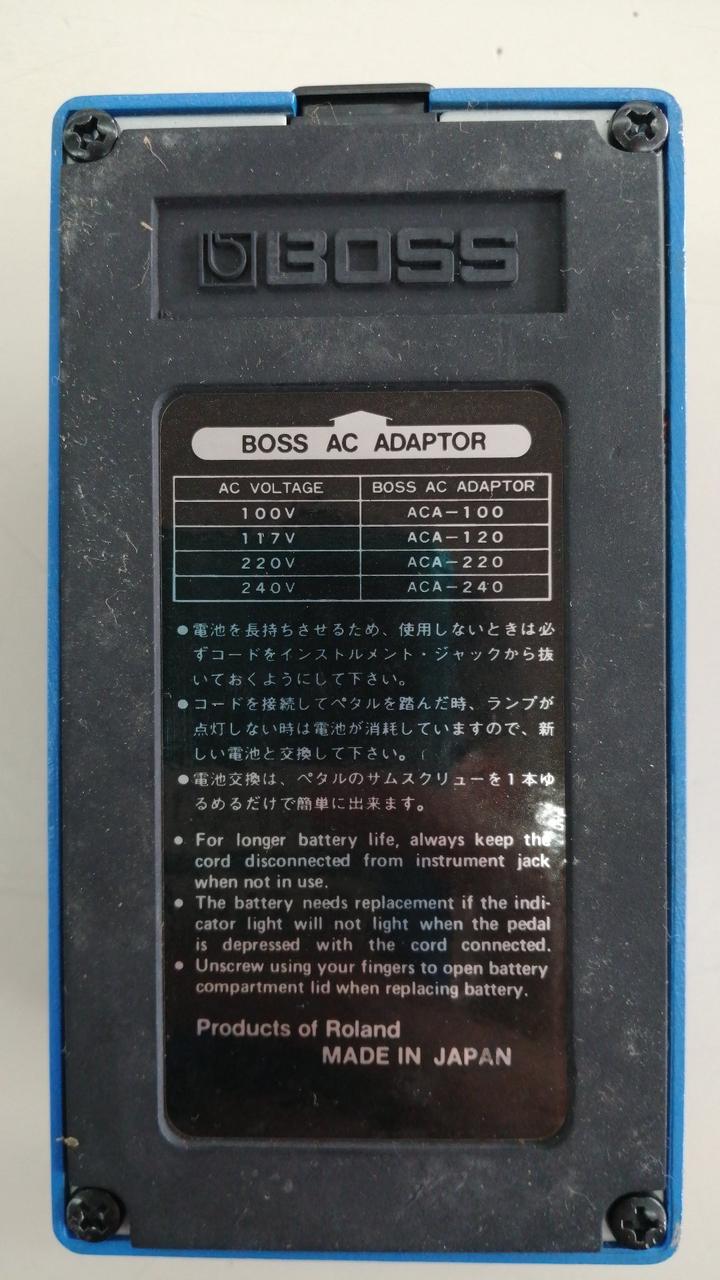 BOSS
BOSS AC ADAPTOR
AC VOLTAGE BOSS AC ADAPTOR
100V ACA-100
117V ACA-120
220V ACA-220
240V ACA-240
●電池を長持ちさせるため、使用しないときは必
ずコードをインストルメント・ジャックから抜
いておくようにして下さい。
●コードを接続してペタルを踏んだ時、ランプが
点灯しない時は電池が消耗していますので、新
しい電池と交換して下さい。
●電池交換は、ペタルのサムスクリューを1本ゆ
るめるだけで簡単に出来ます。
● For longer battery life, always keep the
cord disconnected from instrument jack
when not in use.
● The battery needs replacement if the indi-
cator light will not light when the pedal
is depressed with the cord connected.
● Unscrew using your fingers to open battery
compartment lid when replacing battery.
Products of Roland
MADE IN JAPAN